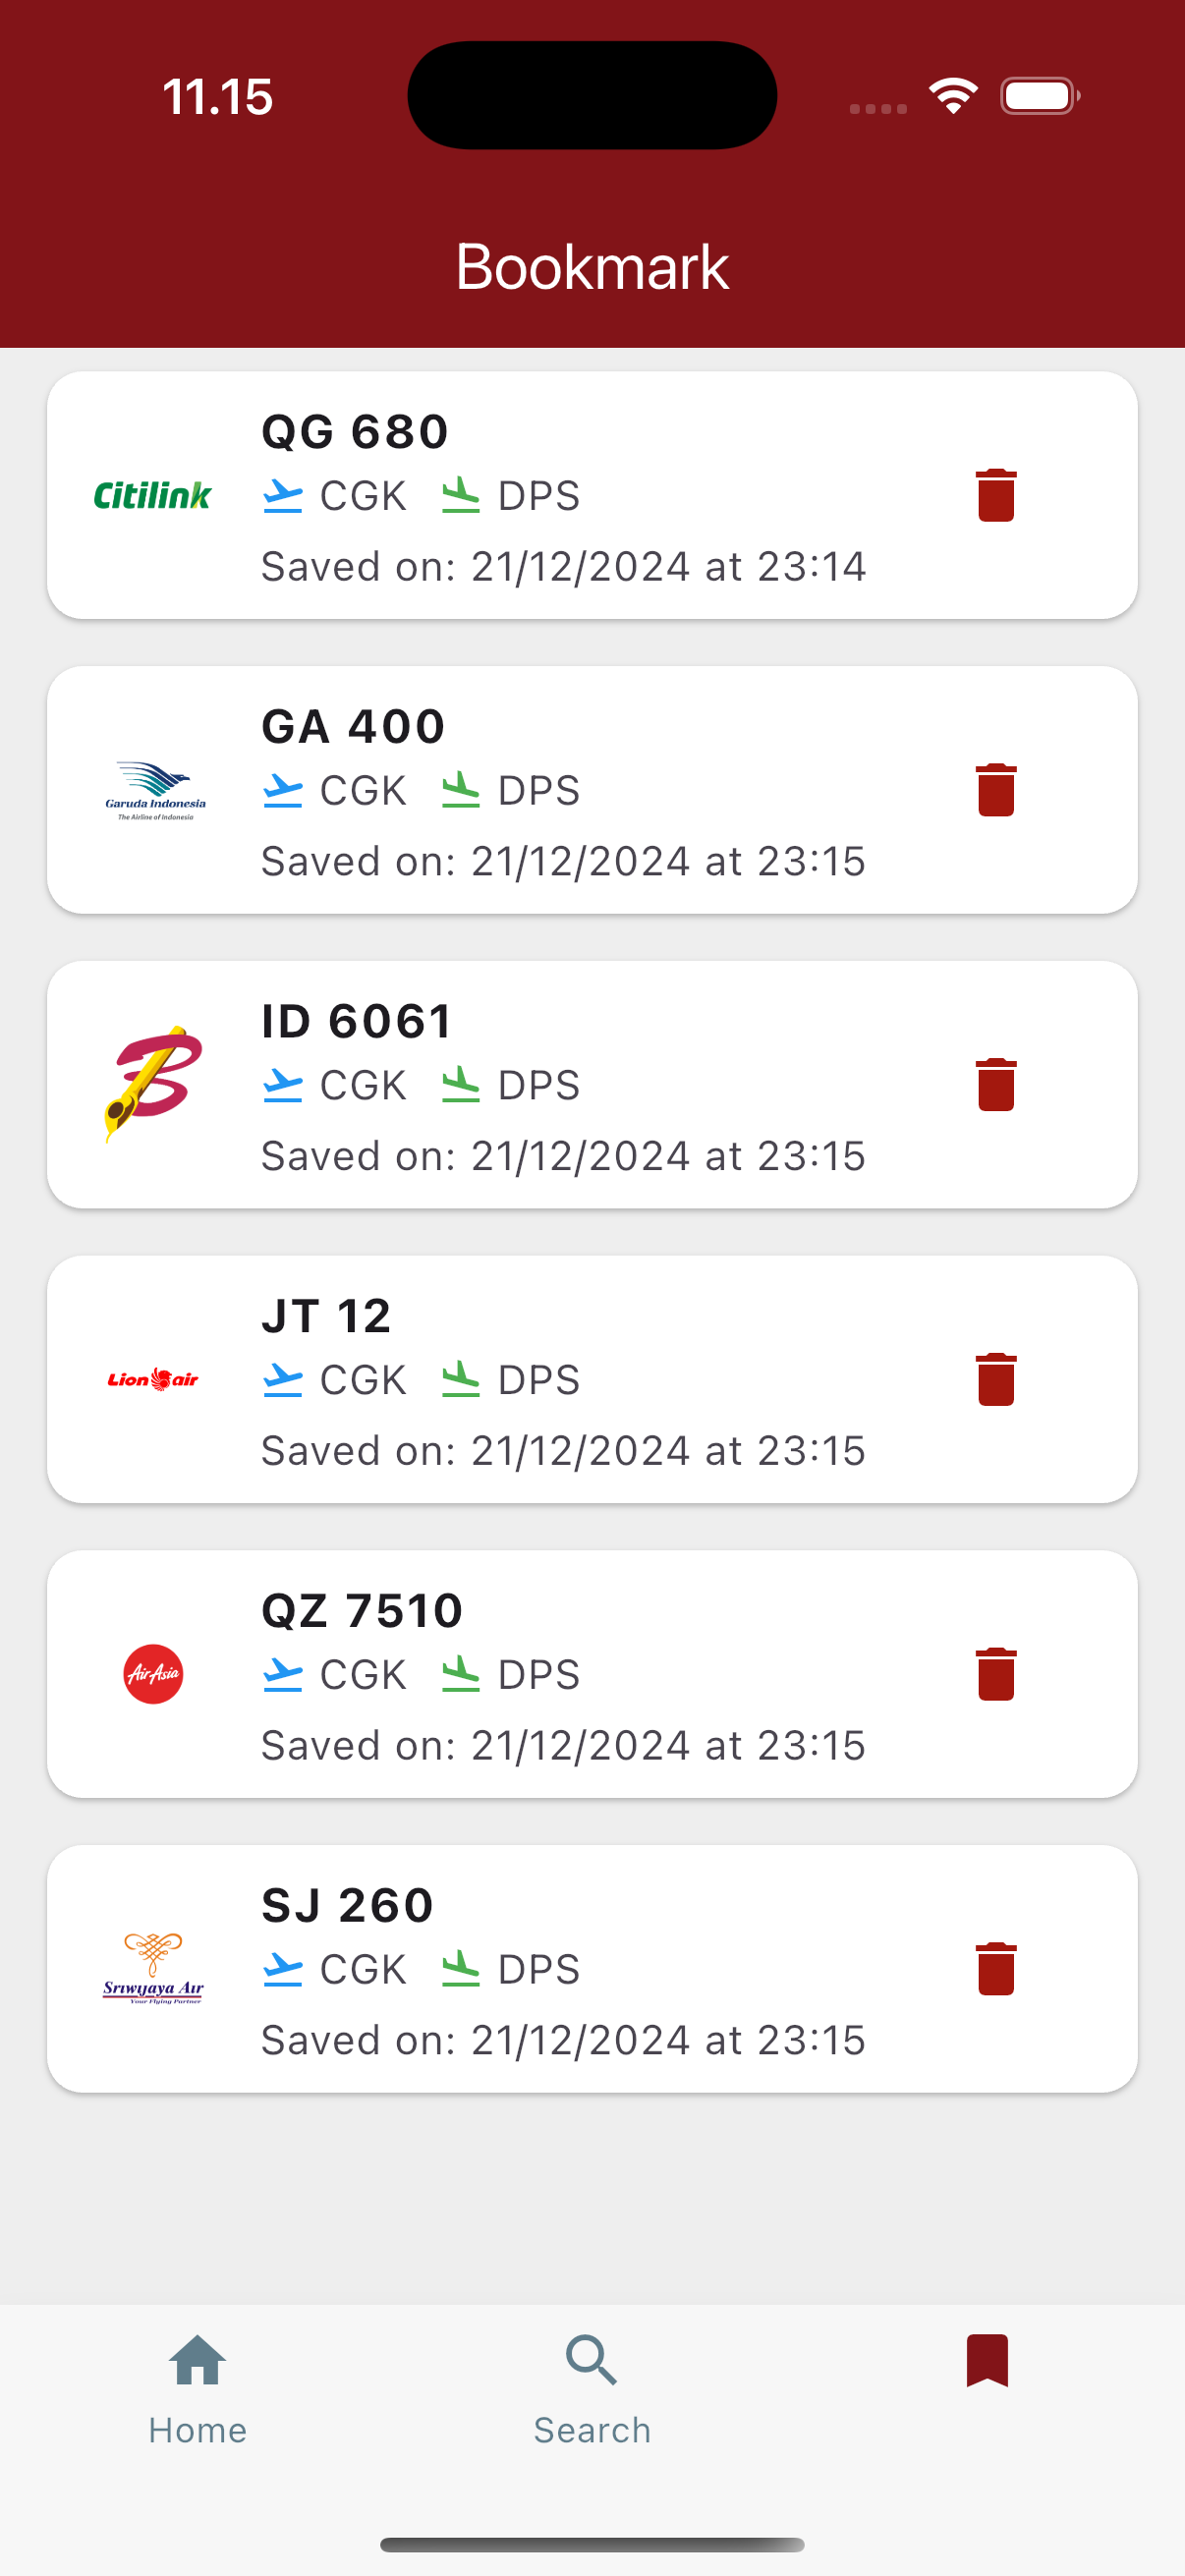 11.15
Bookmark
QG 680
Citilink
CGK DPS
Saved on: 21/12/2024 at 23:14
GA 400
CGK DPS
Garuda Indonesia
The Airline of Indonesia
Saved on: 21/12/2024 at 23:15
ID 6061
B
CGK DPS
Saved on: 21/12/2024 at 23:15
JT 12
Lion air
CGK DPS
Saved on: 21/12/2024 at 23:15
QZ 7510
AirAsia
CGK DPS
Saved on: 21/12/2024 at 23:15
SJ 260
CGK DPS
Sriwijaya Air
Your Flying Partner
Saved on: 21/12/2024 at 23:15
Home Search